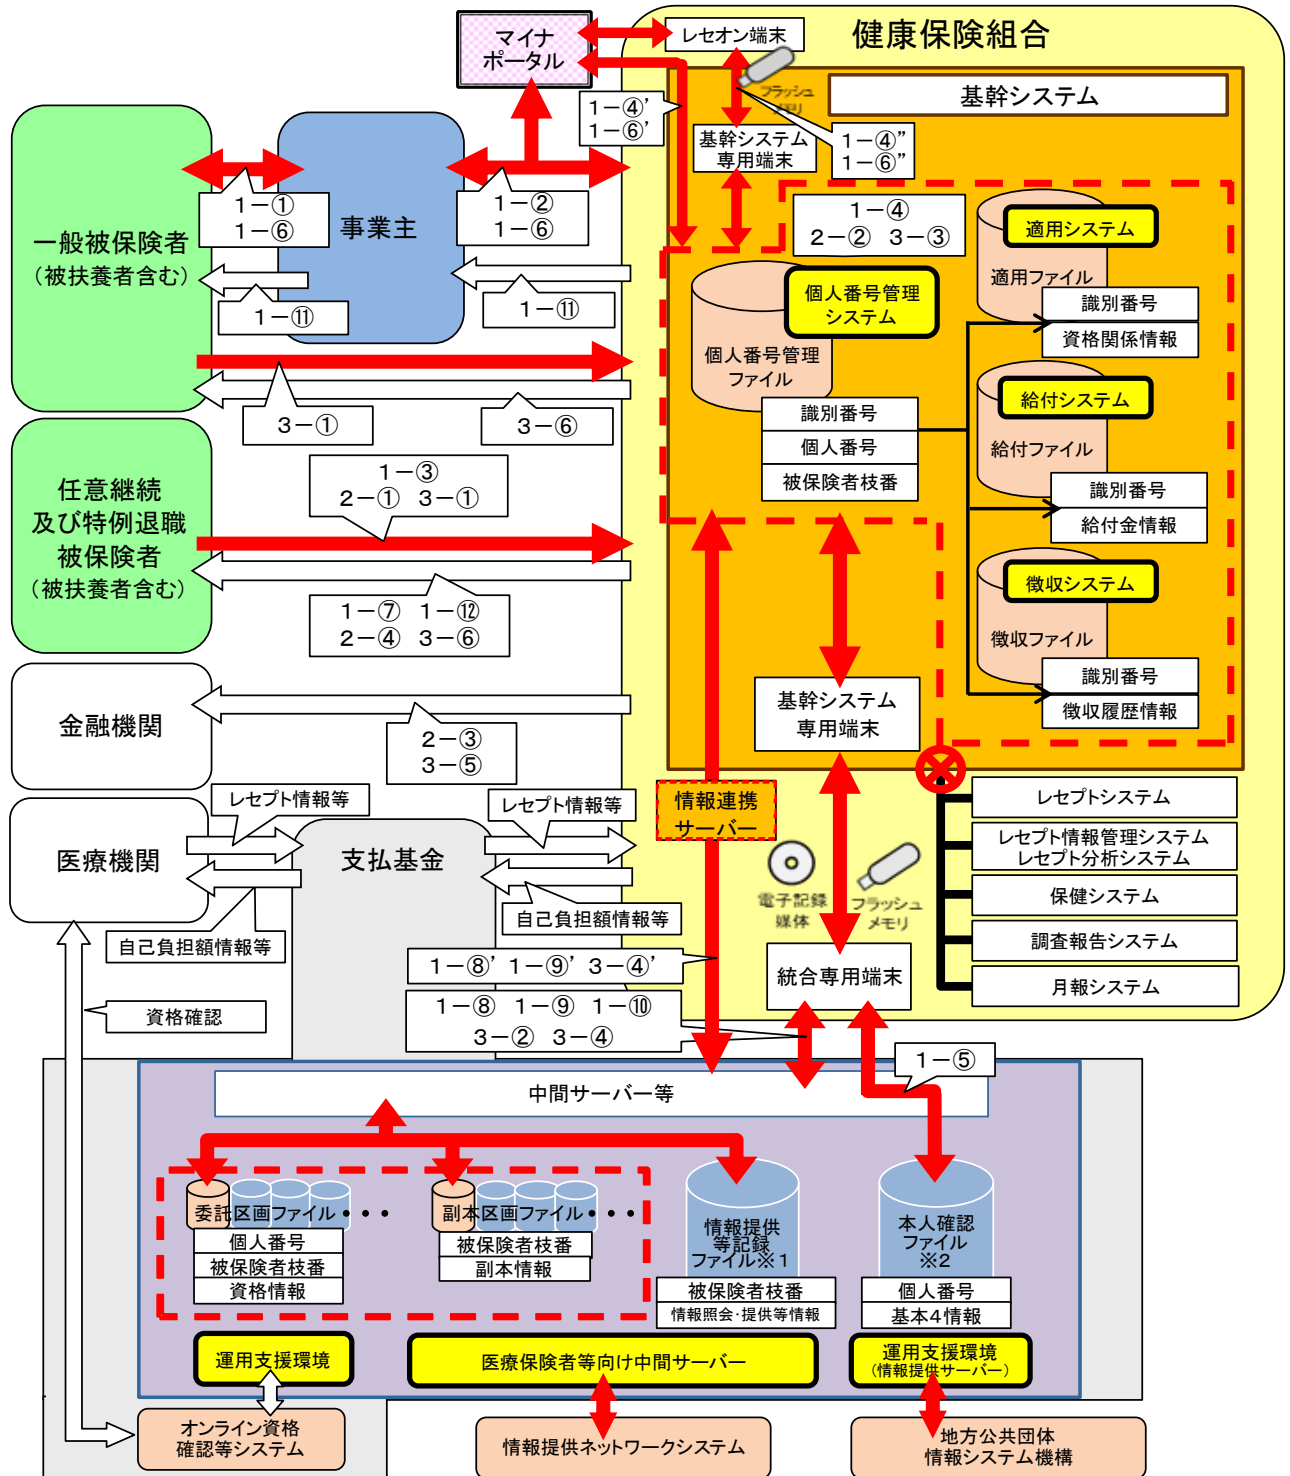 マイナ
ポータル
レセオン端末
健康保険組合
フラッシュ
メモリ
基幹システム
1－④’
1－⑥’
基幹システム
専用端末
1－④”
1－⑥”
一般被保険者
（被扶養者含む）
1－①
1－⑥
事業主
1－②
1－⑥
1－⑪
1－⑪
1－④
2－②　3－③
適用システム
適用ファイル
識別番号
資格関係情報
個人番号管理
システム
個人番号管理
ファイル
識別番号
個人番号
被保険者枝番
給付システム
給付ファイル
識別番号
給付金情報
3－①
3－⑥
任意継続
及び特例退職
被保険者
（被扶養者含む）
1－③
2－①　3－①
1－⑦　1－⑫
2－④　3－⑥
徴収システム
徴収ファイル
識別番号
徴収履歴情報
基幹システム
専用端末
金融機関
2－③
3－⑤
情報連携
サーバー
レセプトシステム
レセプト情報管理システム
レセプト分析システム
保健システム
調査報告システム
月報システム
医療機関
レセプト情報等
支払基金
レセプト情報等
自己負担額情報等
自己負担額情報等
電子記録
媒体
フラッシュ
メモリ
統合専用端末
資格確認
1－⑧’　1－⑨’　3－④’
1－⑧　1－⑨　1－⑩
3－②　3－④
1－⑤
中間サーバー等
委託区画ファイル・・・
個人番号
被保険者枝番
資格情報
副本区画ファイル・・・
被保険者枝番
副本情報
情報提供
等記録
ファイル※1
被保険者枝番
情報照会・提供等情報
本人確認
ファイル
※2
個人番号
基本4情報
運用支援環境
医療保険者等向け中間サーバー
運用支援環境
（情報提供サーバー）
オンライン資格
確認等システム
情報提供ネットワークシステム
地方公共団体
情報システム機構